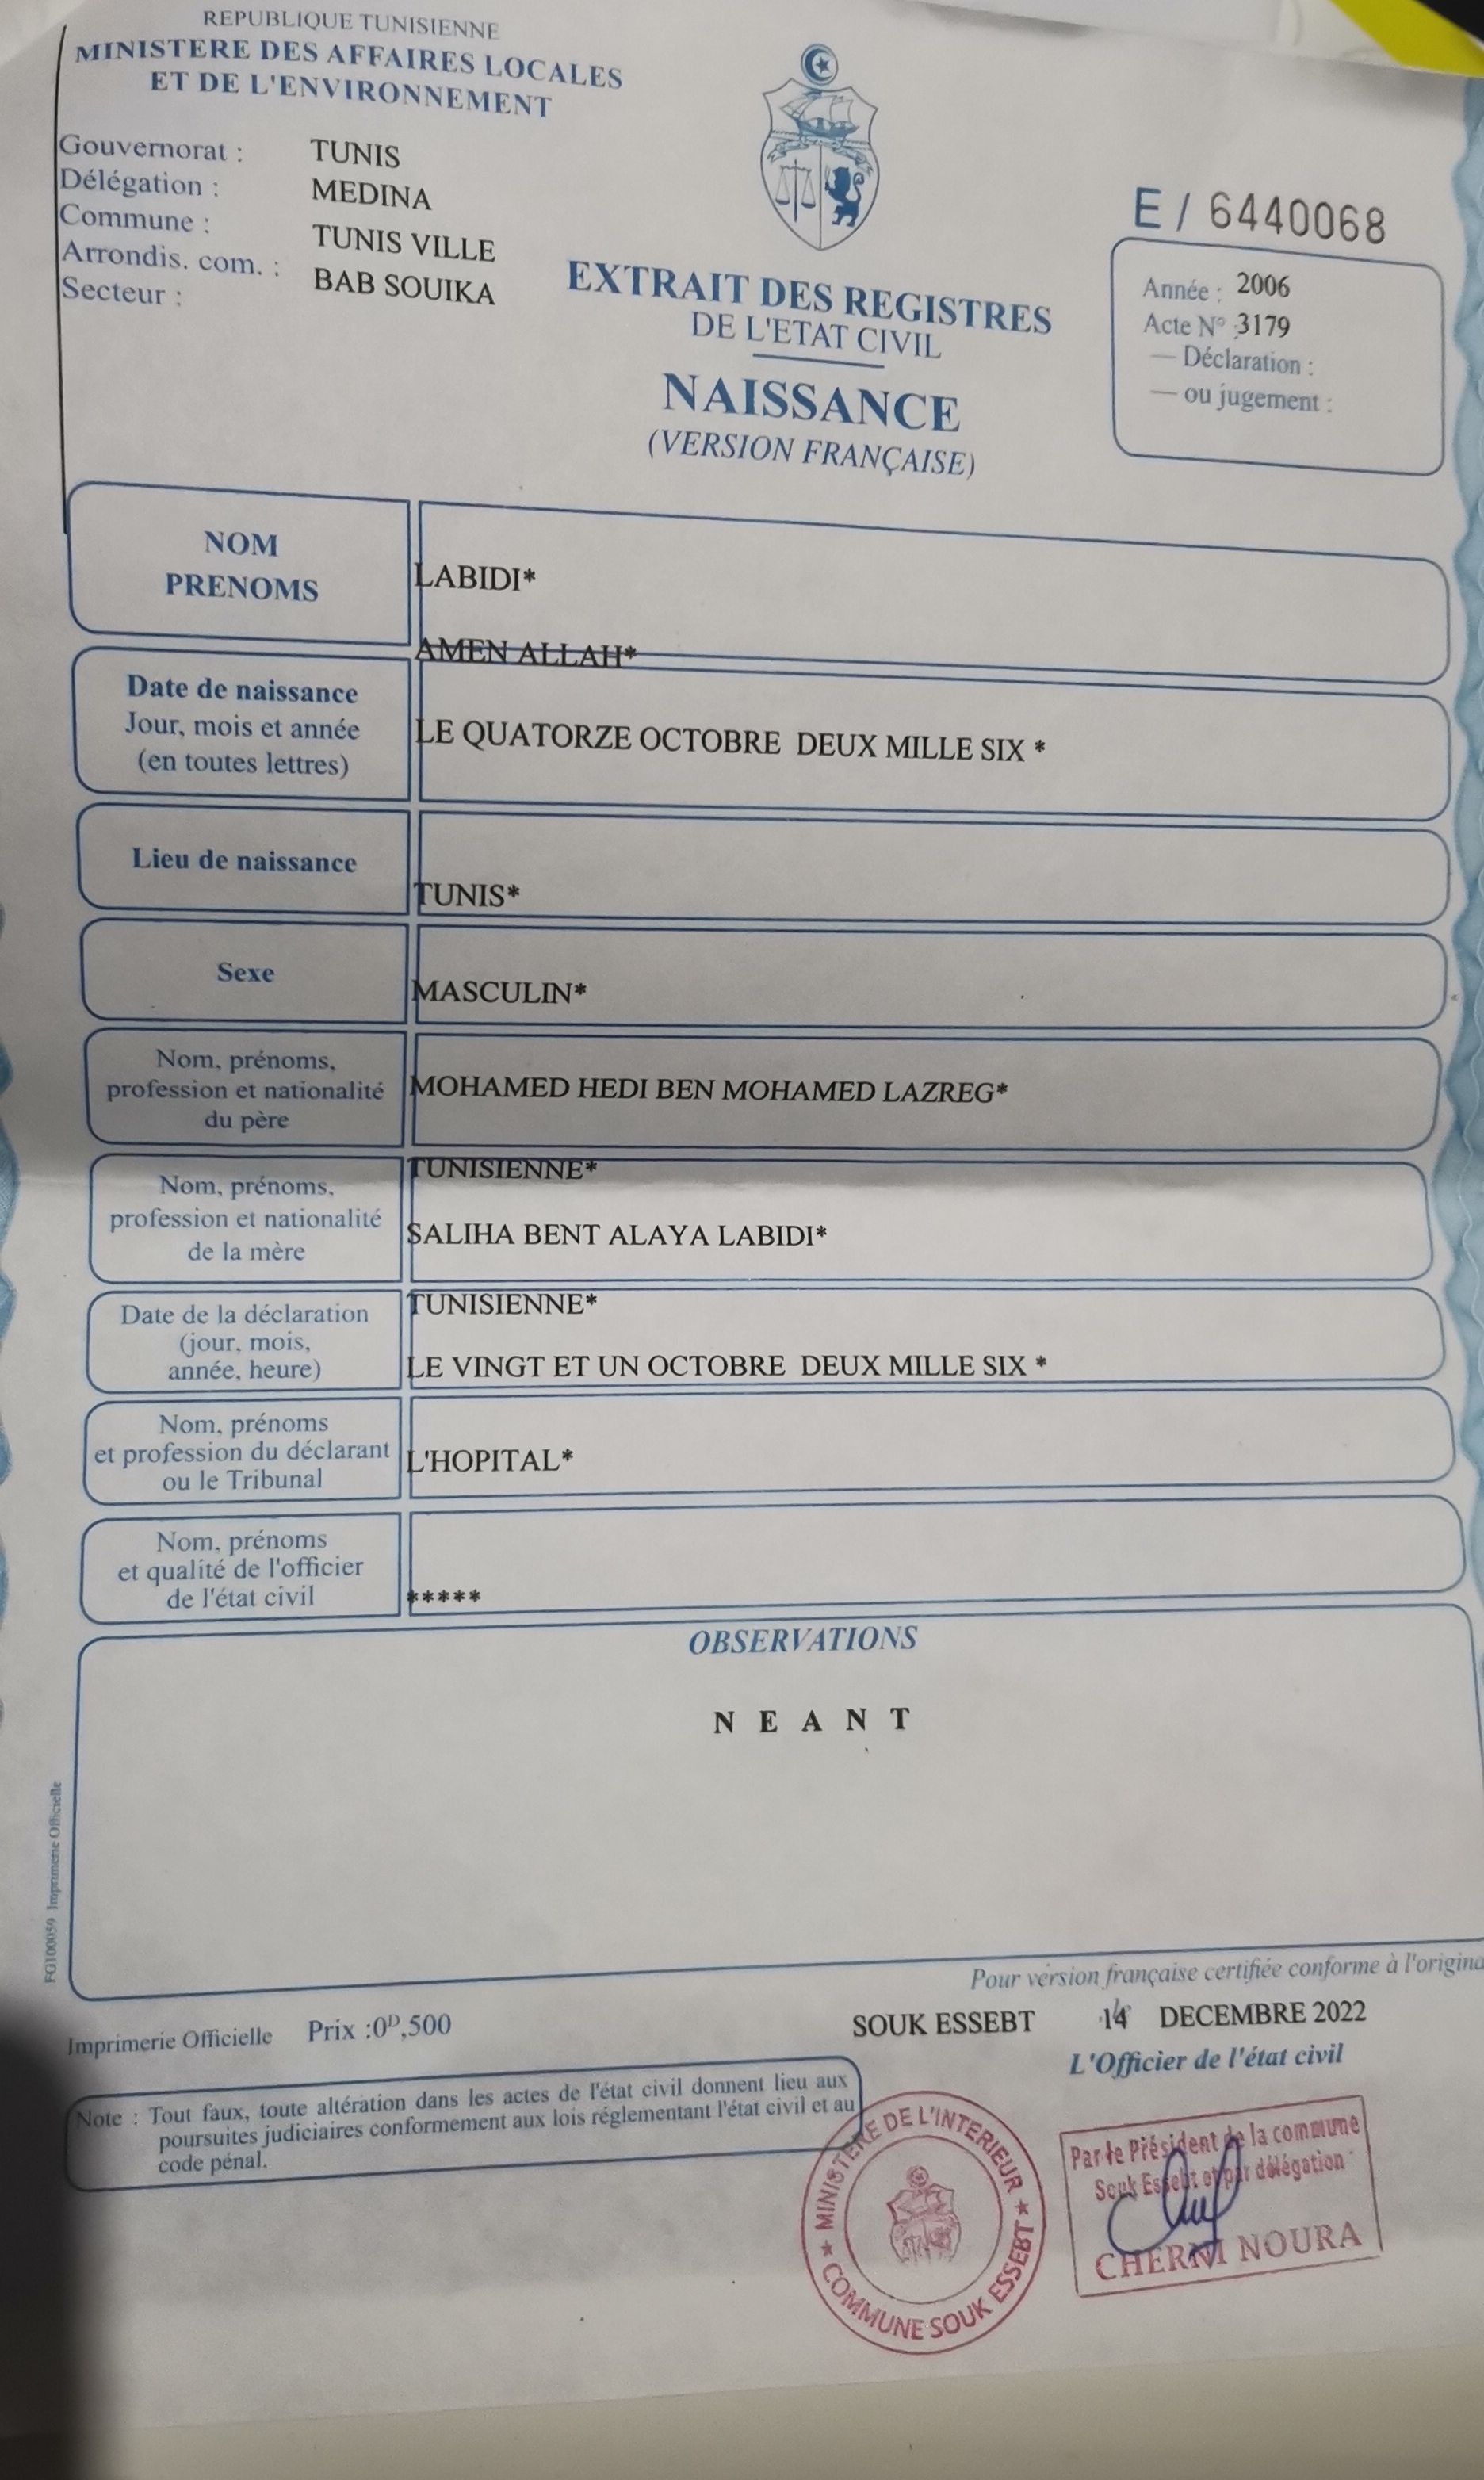 REPUBLIQUE TUNISIENNE
MINISTERE DES AFFAIRES LOCALES
ET DE L'ENVIRONNEMENT
Gouvernorat : TUNIS
Délégation : MEDINA
Commune : TUNIS VILLE
Arrondis. com. : BAB SOUIKA
Secteur :
E / 6440068
Année : 2006
Acte N° 3179
— Déclaration :
— ou jugement :
EXTRAIT DES REGISTRES
DE L'ETAT CIVIL
NAISSANCE
(VERSION FRANÇAISE)
NOM
PRENOMS
LABIDI*
AMEN ALLAH*
Date de naissance
Jour, mois et année
(en toutes lettres)
LE QUATORZE OCTOBRE DEUX MILLE SIX *
Lieu de naissance
TUNIS*
Sexe
MASCULIN*
Nom, prénoms,
profession et nationalité
du père
MOHAMED HEDI BEN MOHAMED LAZREG*
TUNISIENNE*
Nom, prénoms,
profession et nationalité
de la mère
SALIHA BENT ALAYA LABIDI*
TUNISIENNE*
Date de la déclaration
(jour, mois,
année, heure)
LE VINGT ET UN OCTOBRE DEUX MILLE SIX *
Nom, prénoms
et profession du déclarant
ou le Tribunal
L'HOPITAL*
Nom, prénoms
et qualité de l'officier
de l'état civil
*****
OBSERVATIONS
N E A N T
FG100059 Imprimerie Officielle
Pour version française certifiée conforme à l'origina
Imprimerie Officielle Prix :0D,500
SOUK ESSEBT 14 DECEMBRE 2022
L'Officier de l'état civil
Note : Tout faux, toute altération dans les actes de l'état civil donnent lieu aux
poursuites judiciaires conformement aux lois réglementant l'état civil et au
code pénal.
★ MINISTERE DE L'INTERIEUR ★
COMMUNE SOUK ESSEBT
Par le Président de la commune
Souk Essebt et par délégation
CHERNI NOURA